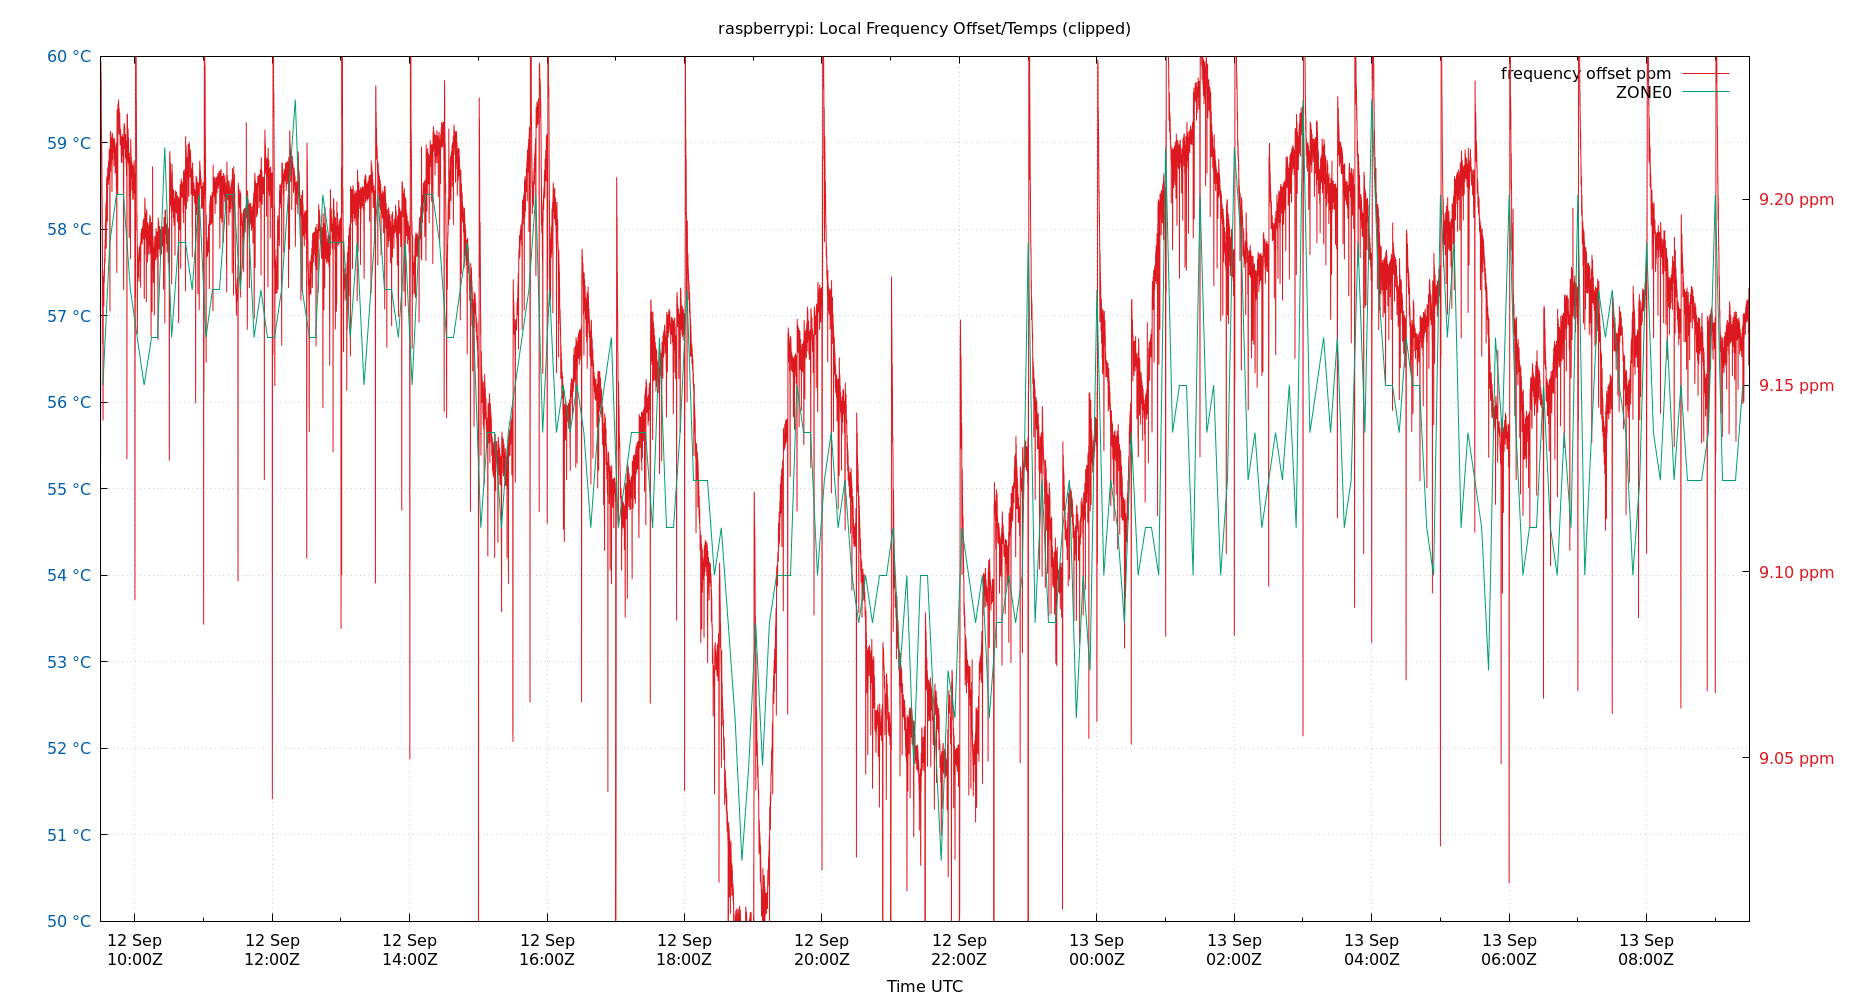 raspberrypi: Local Frequency Offset/Temps (clipped)
60 °C
59 °C
58 °C
57 °C
56 °C
55 °C
54 °C
53 °C
52 °C
51 °C
50 °C
frequency offset ppm
ZONE0
9.20 ppm
9.15 ppm
9.10 ppm
9.05 ppm
12 Sep 12 Sep 12 Sep 12 Sep 12 Sep 12 Sep 12 Sep 13 Sep 13 Sep 13 Sep 13 Sep 13 Sep
10:00Z 12:00Z 14:00Z 16:00Z 18:00Z 20:00Z 22:00Z 00:00Z 02:00Z 04:00Z 06:00Z 08:00Z
Time UTC